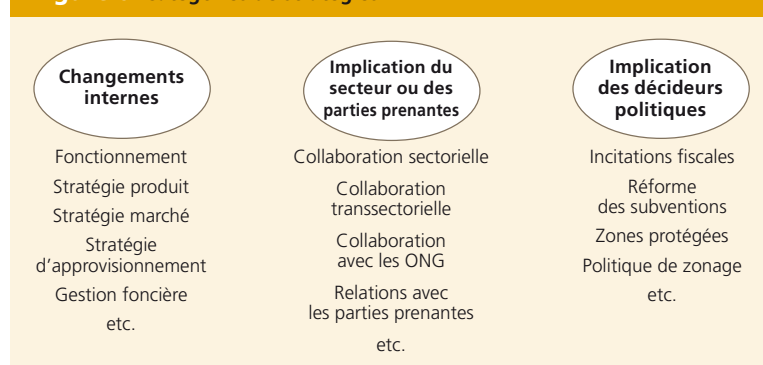 Changements
internes
Fonctionnement
Stratégie produit
Stratégie marché
Stratégie
d'approvisionnement
Gestion foncière
etc.
Implication du
secteur ou des
parties prenantes
Collaboration sectorielle
Collaboration
transsectorielle
Collaboration
avec les ONG
Relations avec
les parties prenantes
etc.
Implication
des décideurs
politiques
Incitations fiscales
Réforme
des subventions
Zones protégées
Politique de zonage
etc.